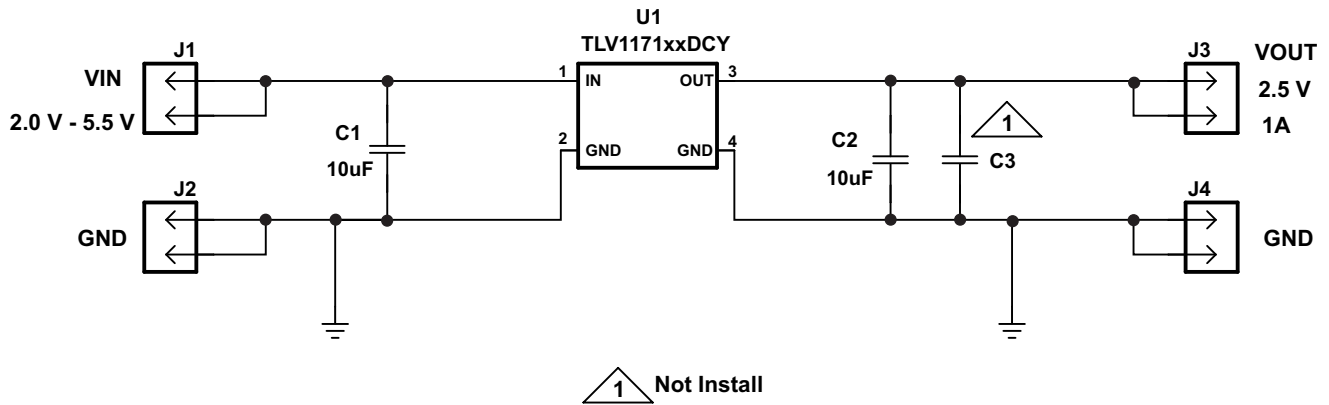 U1
TLV1171xxDCY
J1
VIN
2.0 V - 5.5 V
1
IN
OUT
3
2
GND
GND
4
C1
10uF
J2
GND
C2
10uF
1
C3
J3
VOUT
2.5 V
1A
J4
GND
1 Not Install